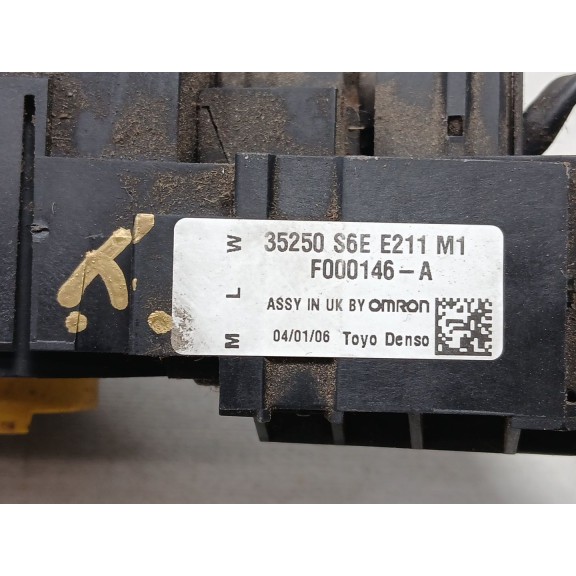 35250 S6E E211 M1
F000146-A
ASSY IN UK BY OMRON
04/01/06 Toyo Denso
W
L
M
K